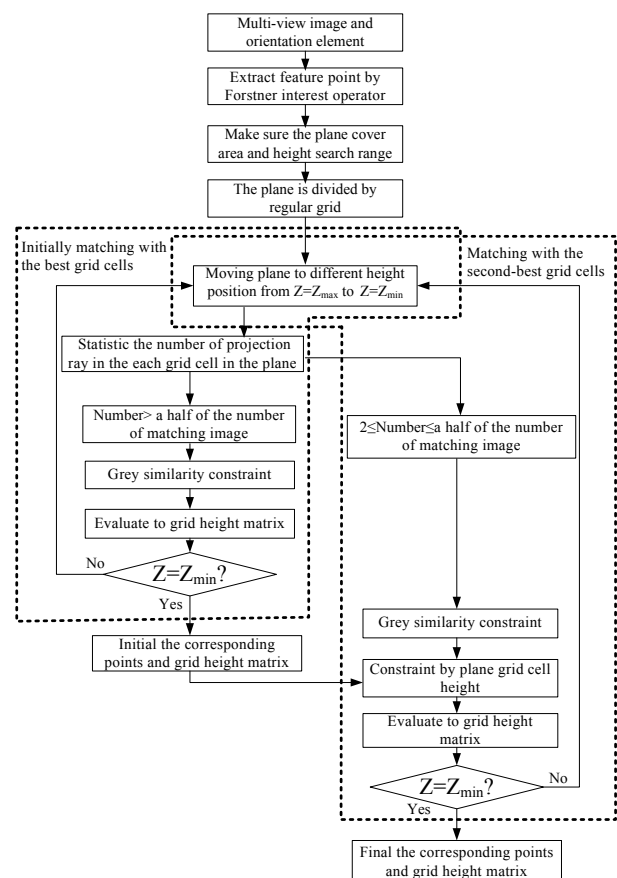 Multi-view image and
orientation element
Extract feature point by
Forstner interest operator
Make sure the plane cover
area and height search range
The plane is divided by
regular grid
Initially matching with
the best grid cells
Matching with the
second-best grid cells
Moving plane to different height
position from Z=Zmax to Z=Zmin
Statistic the number of projection
ray in the each grid cell in the plane
Number> a half of the number
of matching image
2≤Number≤a half of the number
of matching image
Grey similarity constraint
Evaluate to grid height matrix
No
Z=Zmin?
Yes
Initial the corresponding
points and grid height matrix
Grey similarity constraint
Constraint by plane grid cell
height
Evaluate to grid height
matrix
No
Z=Zmin?
Yes
Final the corresponding points
and grid height matrix